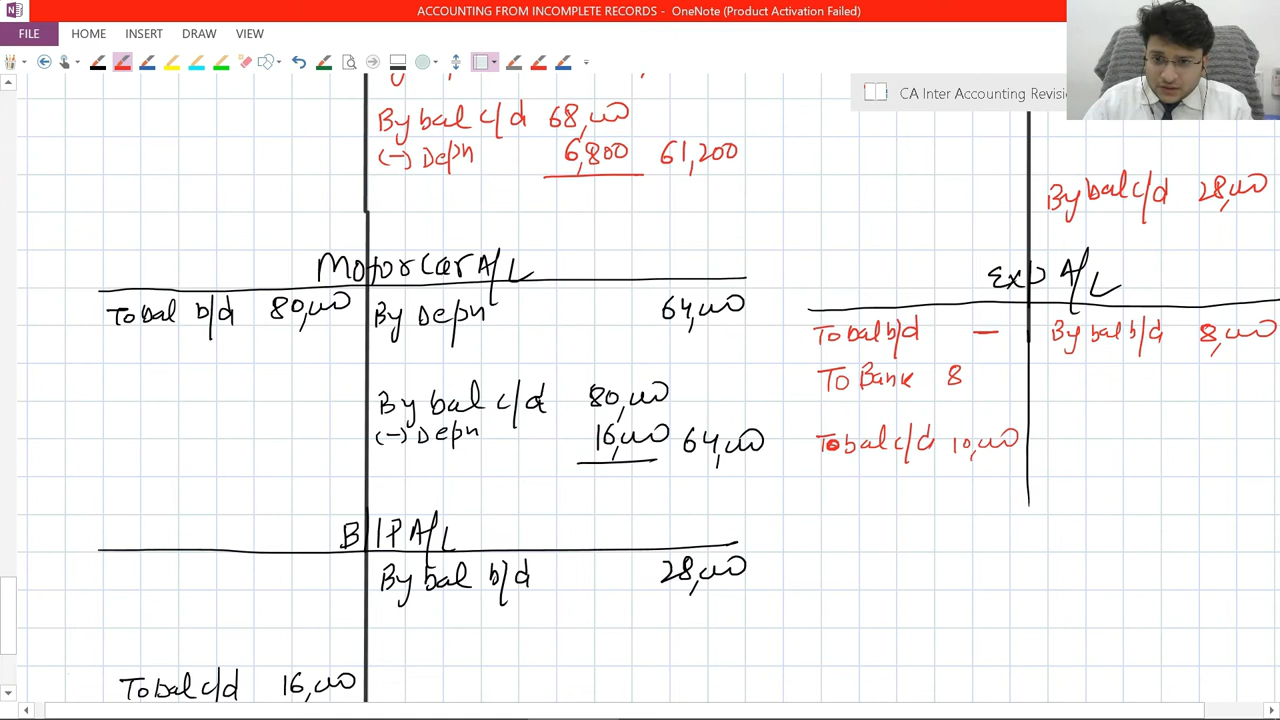 ACCOUNTING FROM INCOMPLETE RECORDS - OneNote (Product Activation Failed)
FILE HOME INSERT DRAW VIEW
CA Inter Accounting Revisi
By bal c/d 68,000
(-) Depn 6,800 61,200
By bal c/d 28,000
Motor Car A/L
To bal b/d 80,000 By Depn 64,000
By bal c/d 80,000
(-) Depn 16,000 64,000
Exp A/L
To bal b/d — By bal b/d 8,000
To Bank 8
To bal c/d 10,000
B/P A/L
By bal b/d 28,000
To bal c/d 16,000